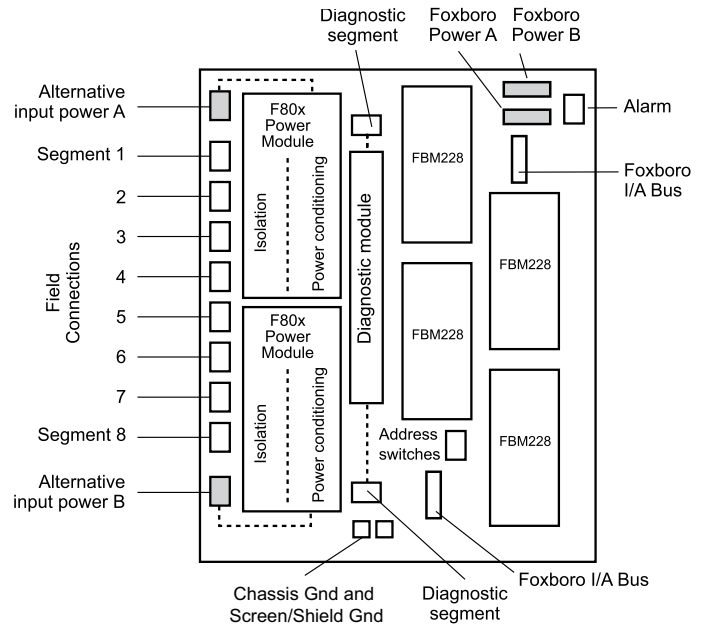 Diagnostic
segment
Foxboro
Power A
Foxboro
Power B
Alternative
input power A
Alarm
Segment 1
2
3
4
5
6
7
Segment 8
Field
Connections
Alternative
input power B
F80x
Power
Module
Isolation
Power conditioning
F80x
Power
Module
Isolation
Power conditioning
Diagnostic module
FBM228
FBM228
FBM228
FBM228
Foxboro
I/A Bus
Address
switches
Chassis Gnd and
Screen/Shield Gnd
Diagnostic
segment
Foxboro I/A Bus